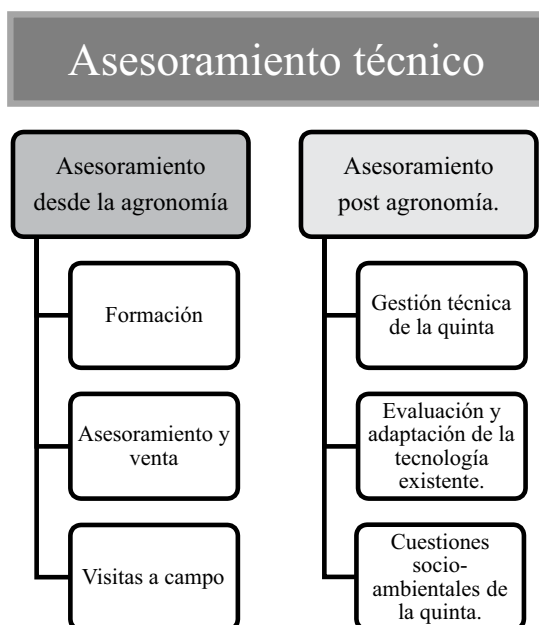 Asesoramiento técnico
Asesoramiento
desde la agronomía
Formación
Asesoramiento y
venta
Visitas a campo
Asesoramiento
post agronomía.
Gestión técnica
de la quinta
Evaluación y
adaptación de la
tecnología
existente.
Cuestiones
socio-
ambientales de
la quinta.